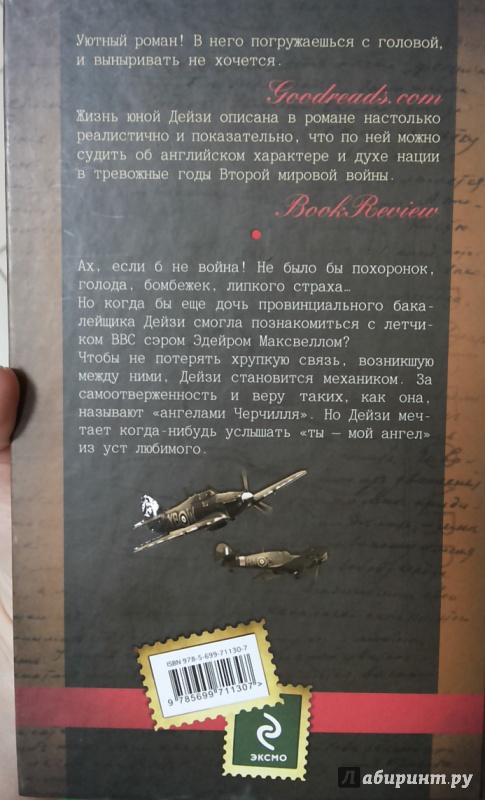 Уютный роман! В него погружаешься с головой,
и выныривать не хочется.
Goodreads.com
Жизнь юной Дейзи описана в романе настолько
реалистично и показательно, что по ней можно
судить об английском характере и духе нации
в тревожные годы Второй мировой войны.
BookReview
Ах, если б не война! Не было бы похоронок,
голода, бомбежек, липкого страха…
Но когда бы еще дочь провинциального бака-
лейщика Дейзи смогла познакомиться с летчи-
ком ВВС сэром Эдейром Максвеллом?
Чтобы не потерять хрупкую связь, возникшую
между ними, Дейзи становится механиком. За
самоотверженность и веру таких, как она,
называют «ангелами Черчилля». Но Дейзи меч-
тает когда-нибудь услышать «ты — мой ангел»
из уст любимого.
ISBN 978-5-699-71130-7
9 785699 711307 >
ЭКСМО
Лабиринт.ру